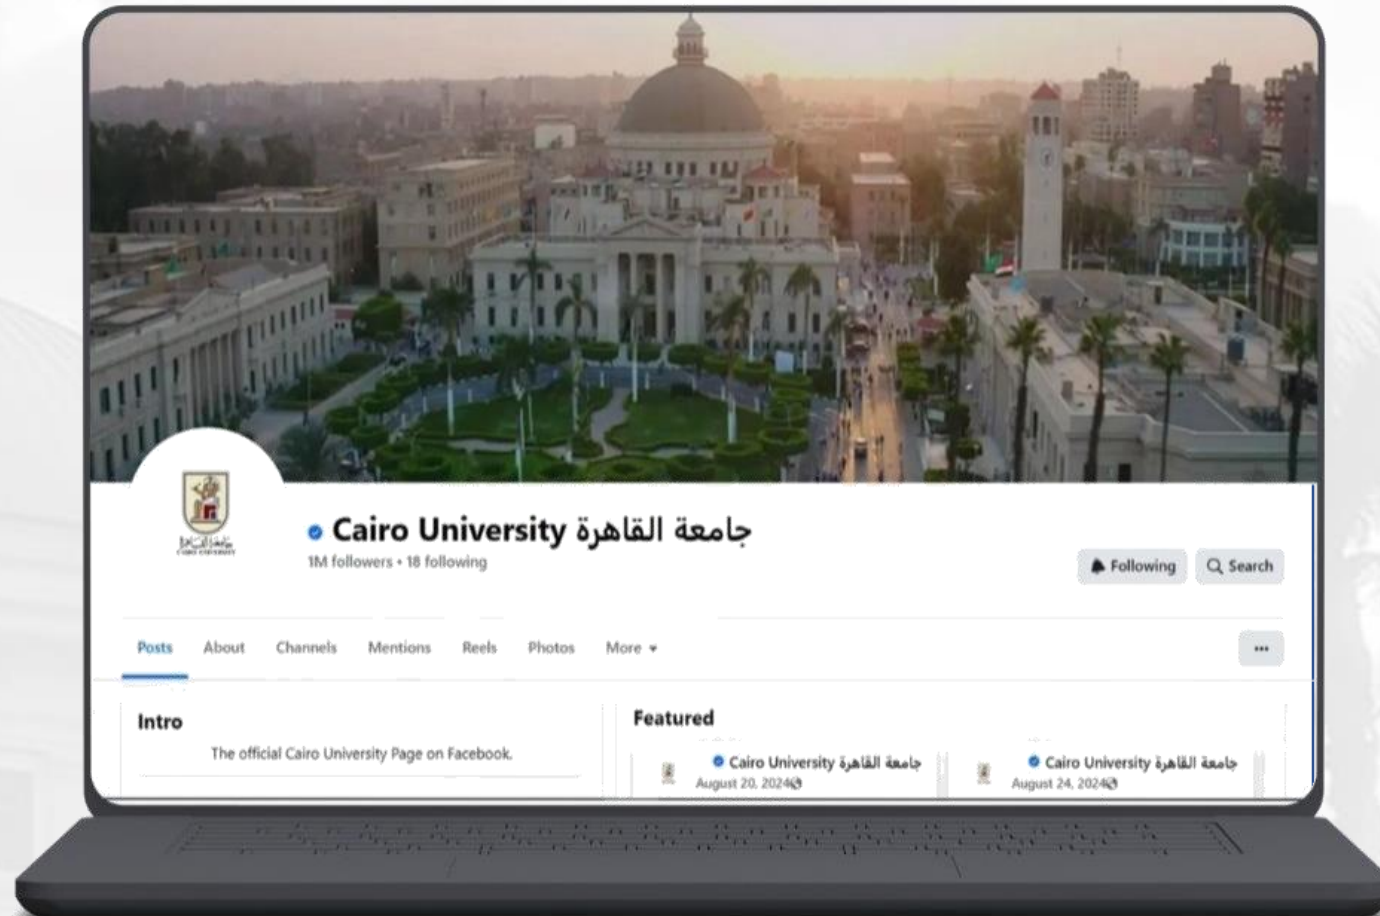 Cairo University جامعة القاهرة
1M followers • 18 following
Following
Search
Posts
About
Channels
Mentions
Reels
Photos
More
Intro
The official Cairo University Page on Facebook.
Featured
Cairo University جامعة القاهرة
August 20, 2024
Cairo University جامعة القاهرة
August 24, 2024